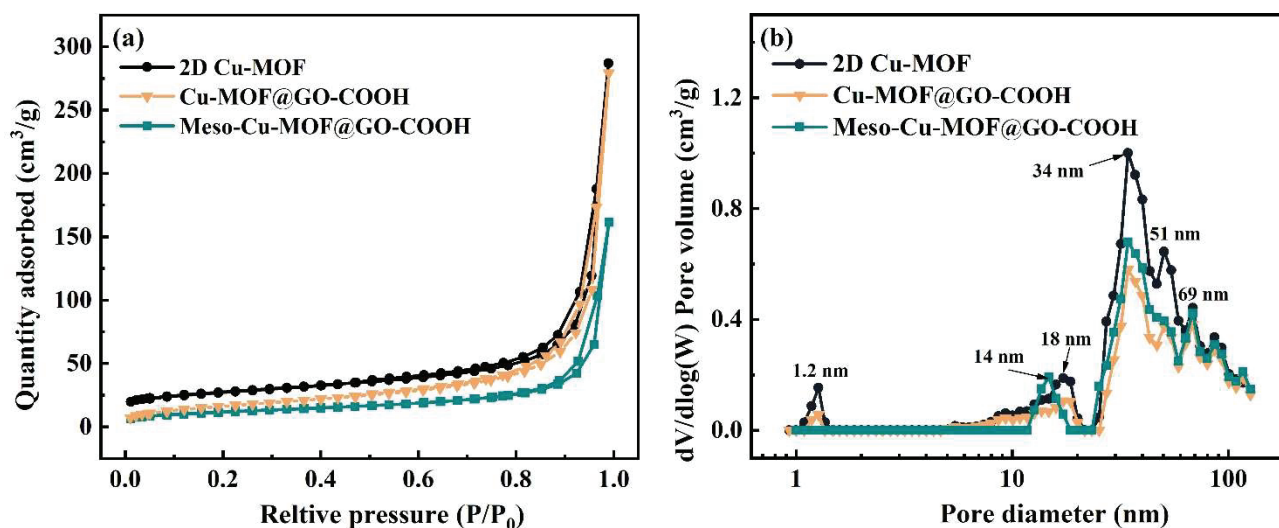 (a)
2D Cu-MOF
Cu-MOF@GO-COOH
Meso-Cu-MOF@GO-COOH
300
250
200
150
100
50
0
Quantity adsorbed (cm³/g)
0.0 0.2 0.4 0.6 0.8 1.0
Reltive pressure (P/P₀)
(b)
2D Cu-MOF
Cu-MOF@GO-COOH
Meso-Cu-MOF@GO-COOH
1.2
0.8
0.4
0.0
dV/dlog(W) Pore volume (cm³/g)
34 nm
51 nm
69 nm
18 nm
14 nm
1.2 nm
1 10 100
Pore diameter (nm)